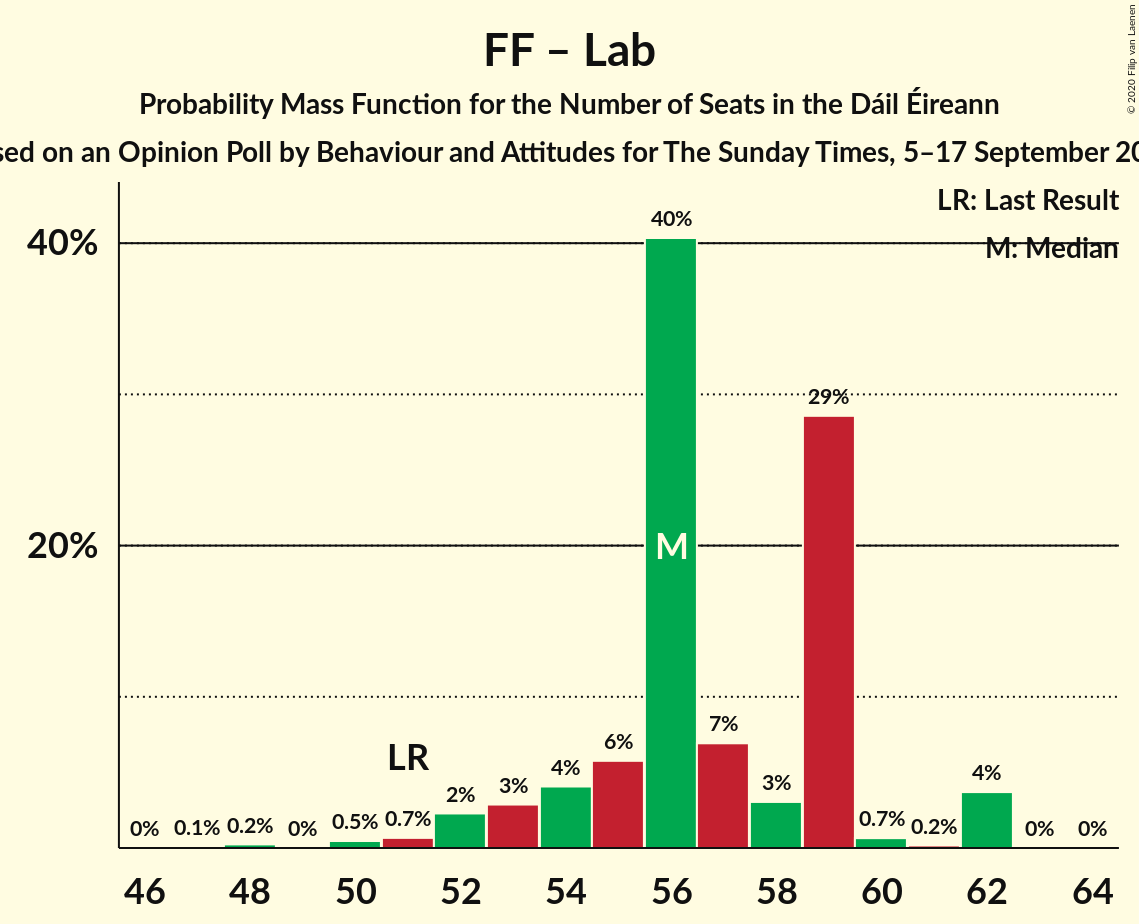 FF – Lab
Probability Mass Function for the Number of Seats in the Dáil Éireann
sed on an Opinion Poll by Behaviour and Attitudes for The Sunday Times, 5–17 September 20
© 2020 Filip van Laenen
LR: Last Result
M: Median
40%
20%
0% 0.1% 0.2% 0% 0.5% 0.7% 2% 3% 4% 6% 40% 7% 3% 29% 0.7% 0.2% 4% 0% 0%
LR
M
46 48 50 52 54 56 58 60 62 64